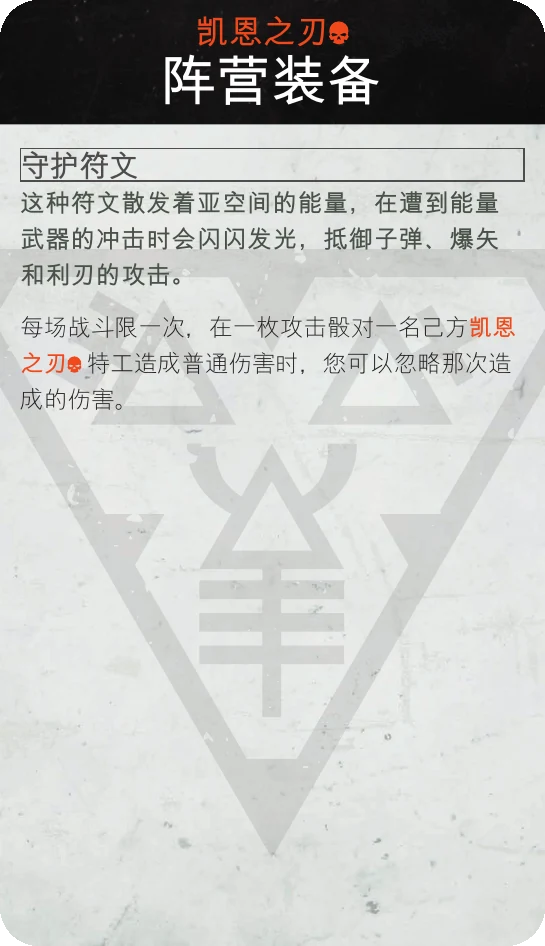 凯恩之刃
阵营装备
守护符文
这种符文散发着亚空间的能量，在遭到能量
武器的冲击时会闪闪发光，抵御子弹、爆矢
和利刃的攻击。
每场战斗限一次，在一枚攻击骰对一名己方凯恩
之刃 特工造成普通伤害时，您可以忽略那次造
成的伤害。